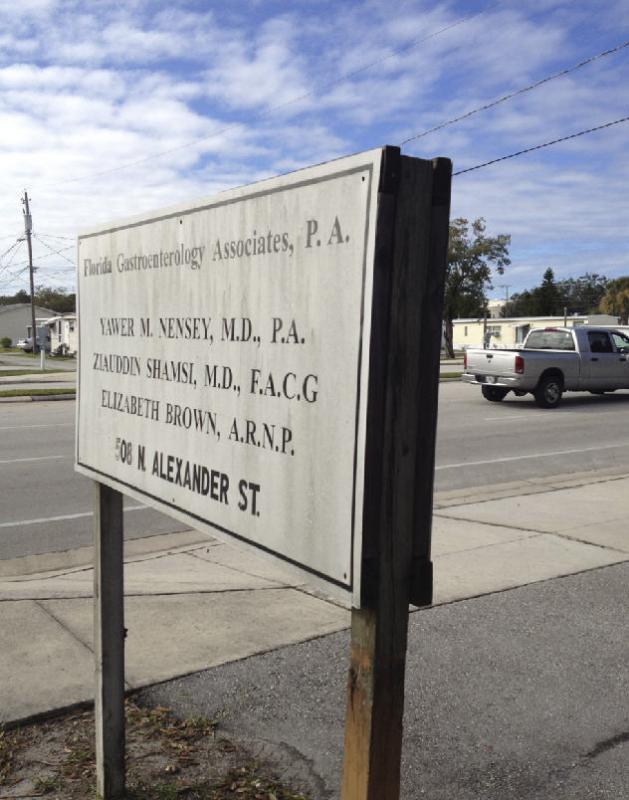 Florida Gastroenterology Associates, P. A.
YAWER M. NENSEY, M.D., P.A.
ZIAUDDIN SHAMSI, M.D., F.A.C.G
ELIZABETH BROWN, A.R.N.P.
508 N. ALEXANDER ST.